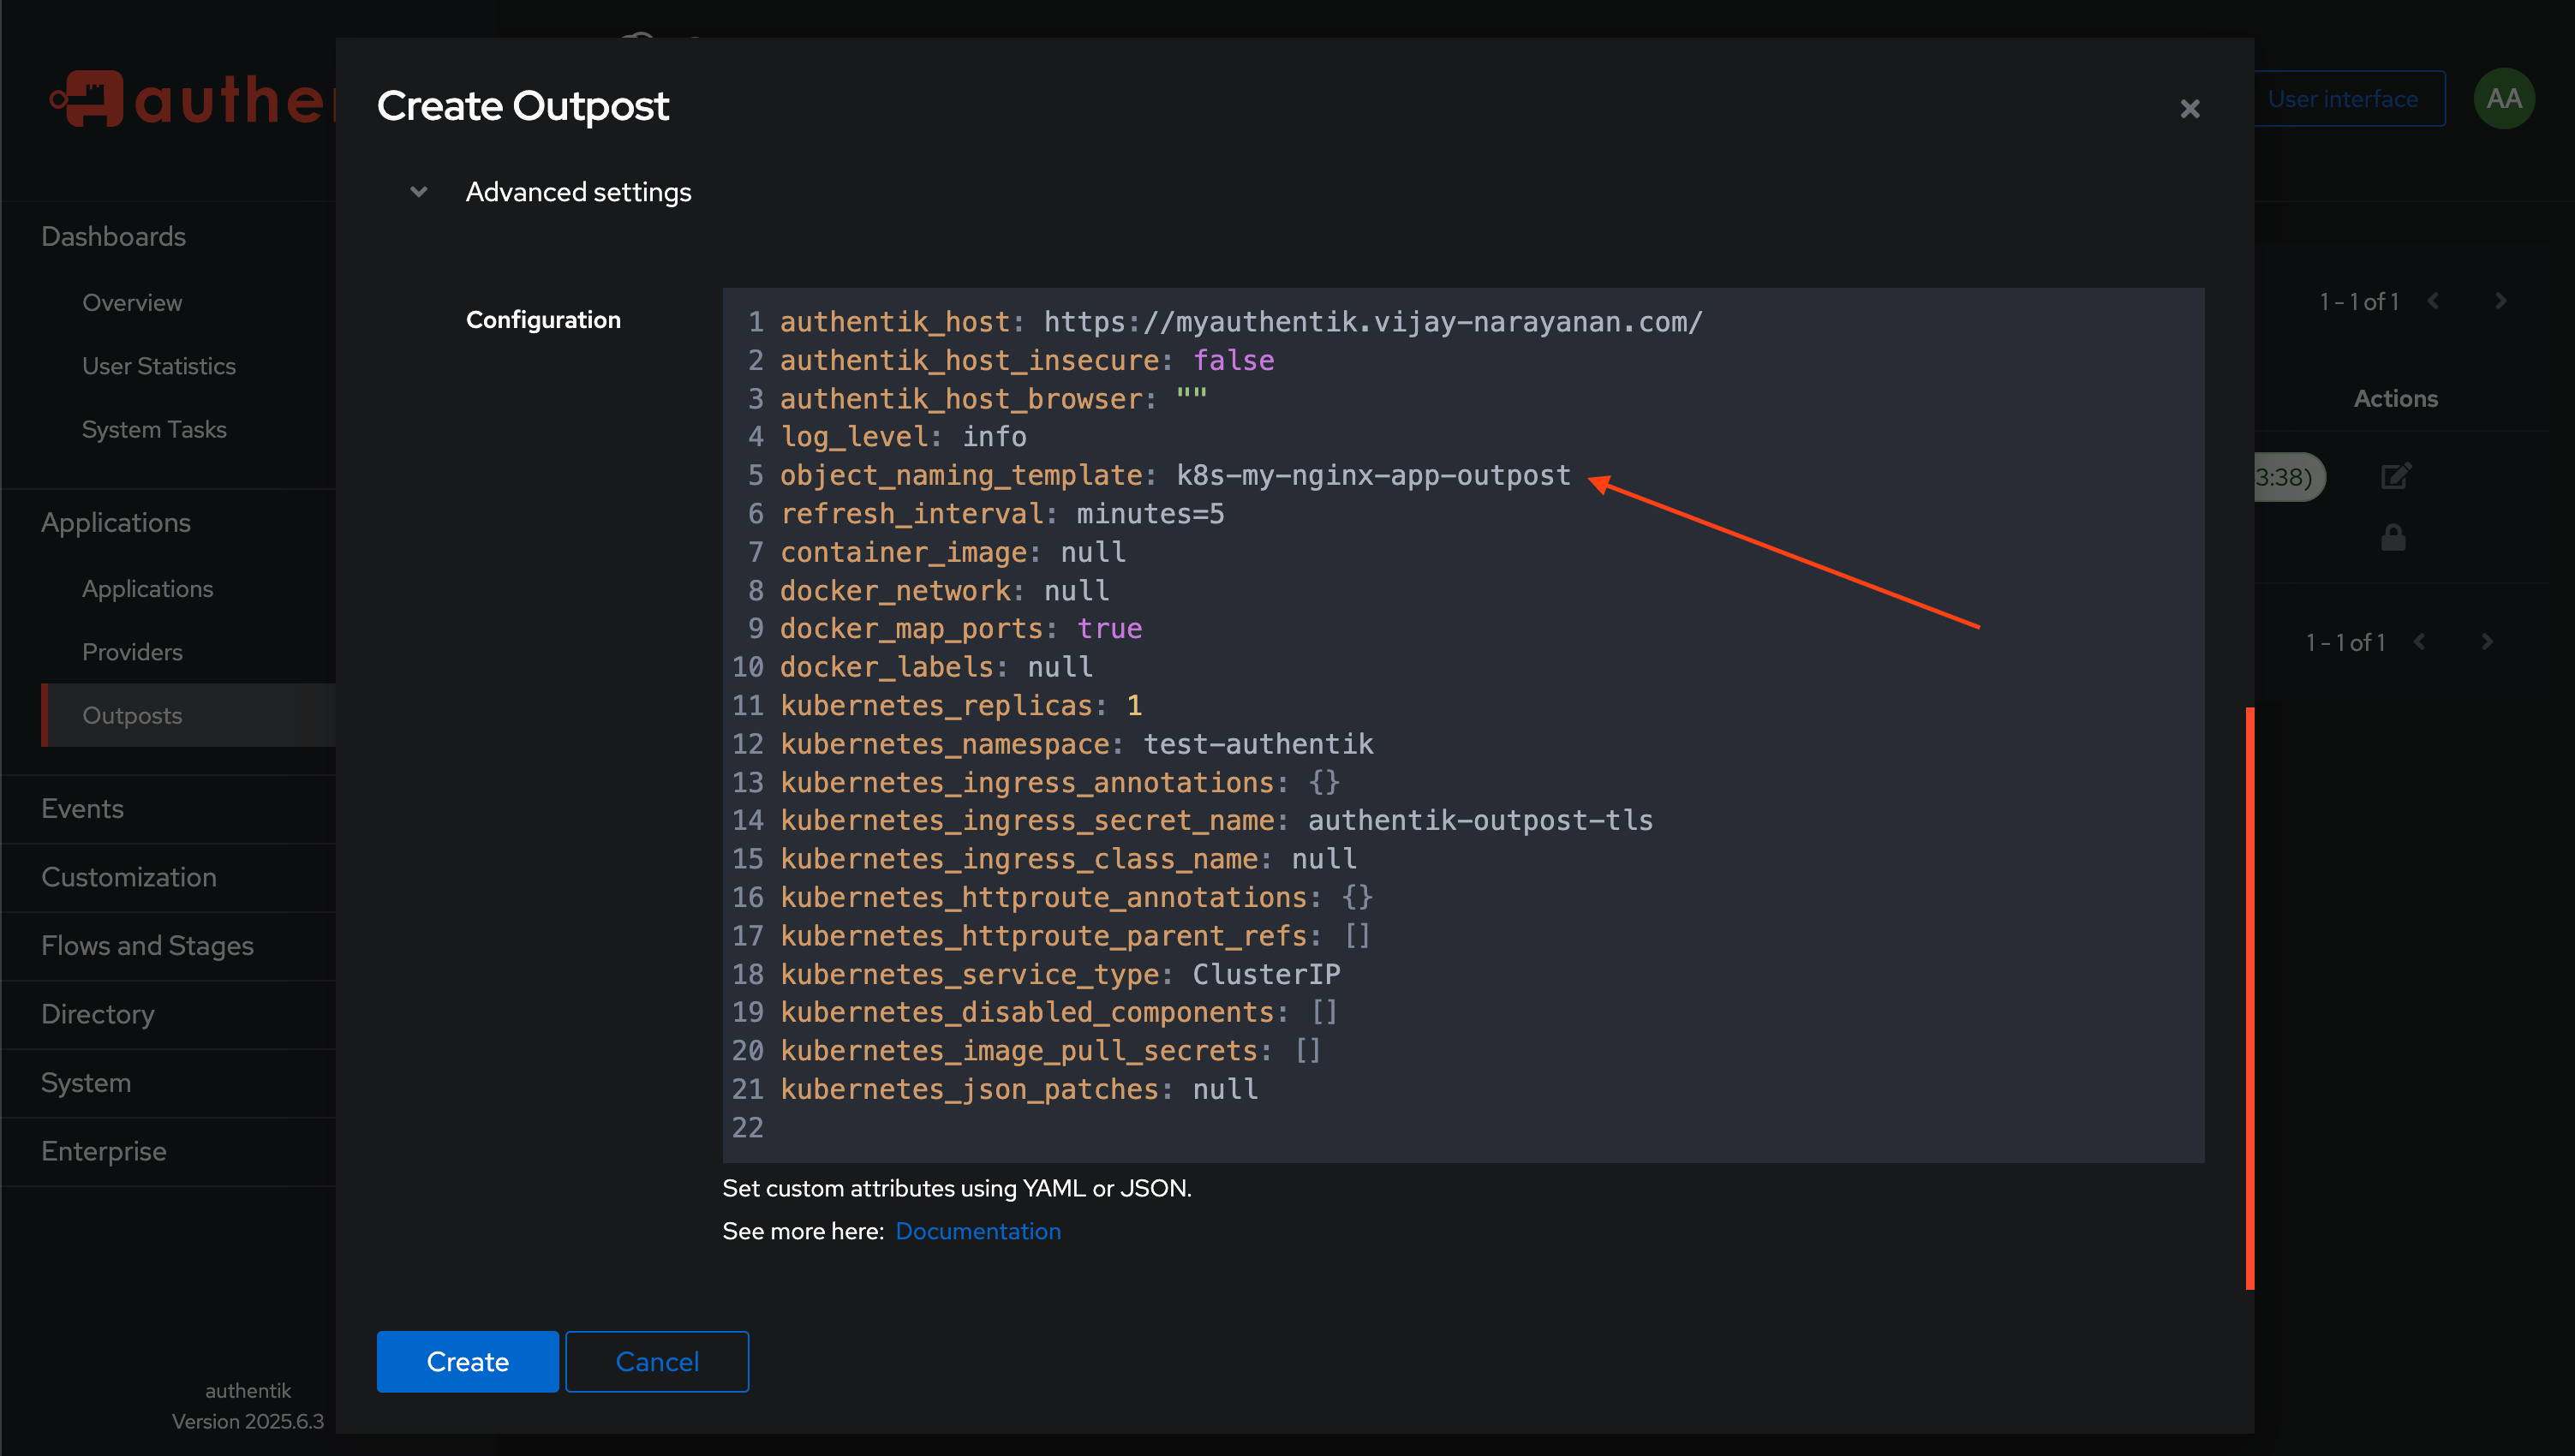 authe
Create Outpost
User interface
AA
Advanced settings
Dashboards
Overview
User Statistics
System Tasks
Applications
Applications
Providers
Outposts
Events
Customization
Flows and Stages
Directory
System
Enterprise
authentik
Version 2025.6.3
Configuration
1 authentik_host: https://myauthentik.vijay-narayanan.com/
2 authentik_host_insecure: false
3 authentik_host_browser: ""
4 log_level: info
5 object_naming_template: k8s-my-nginx-app-outpost
6 refresh_interval: minutes=5
7 container_image: null
8 docker_network: null
9 docker_map_ports: true
10 docker_labels: null
11 kubernetes_replicas: 1
12 kubernetes_namespace: test-authentik
13 kubernetes_ingress_annotations: {}
14 kubernetes_ingress_secret_name: authentik-outpost-tls
15 kubernetes_ingress_class_name: null
16 kubernetes_httproute_annotations: {}
17 kubernetes_httproute_parent_refs: []
18 kubernetes_service_type: ClusterIP
19 kubernetes_disabled_components: []
20 kubernetes_image_pull_secrets: []
21 kubernetes_json_patches: null
22
Set custom attributes using YAML or JSON.
See more here: Documentation
Create
Cancel
1 - 1 of 1
Actions
3:38)
1 - 1 of 1